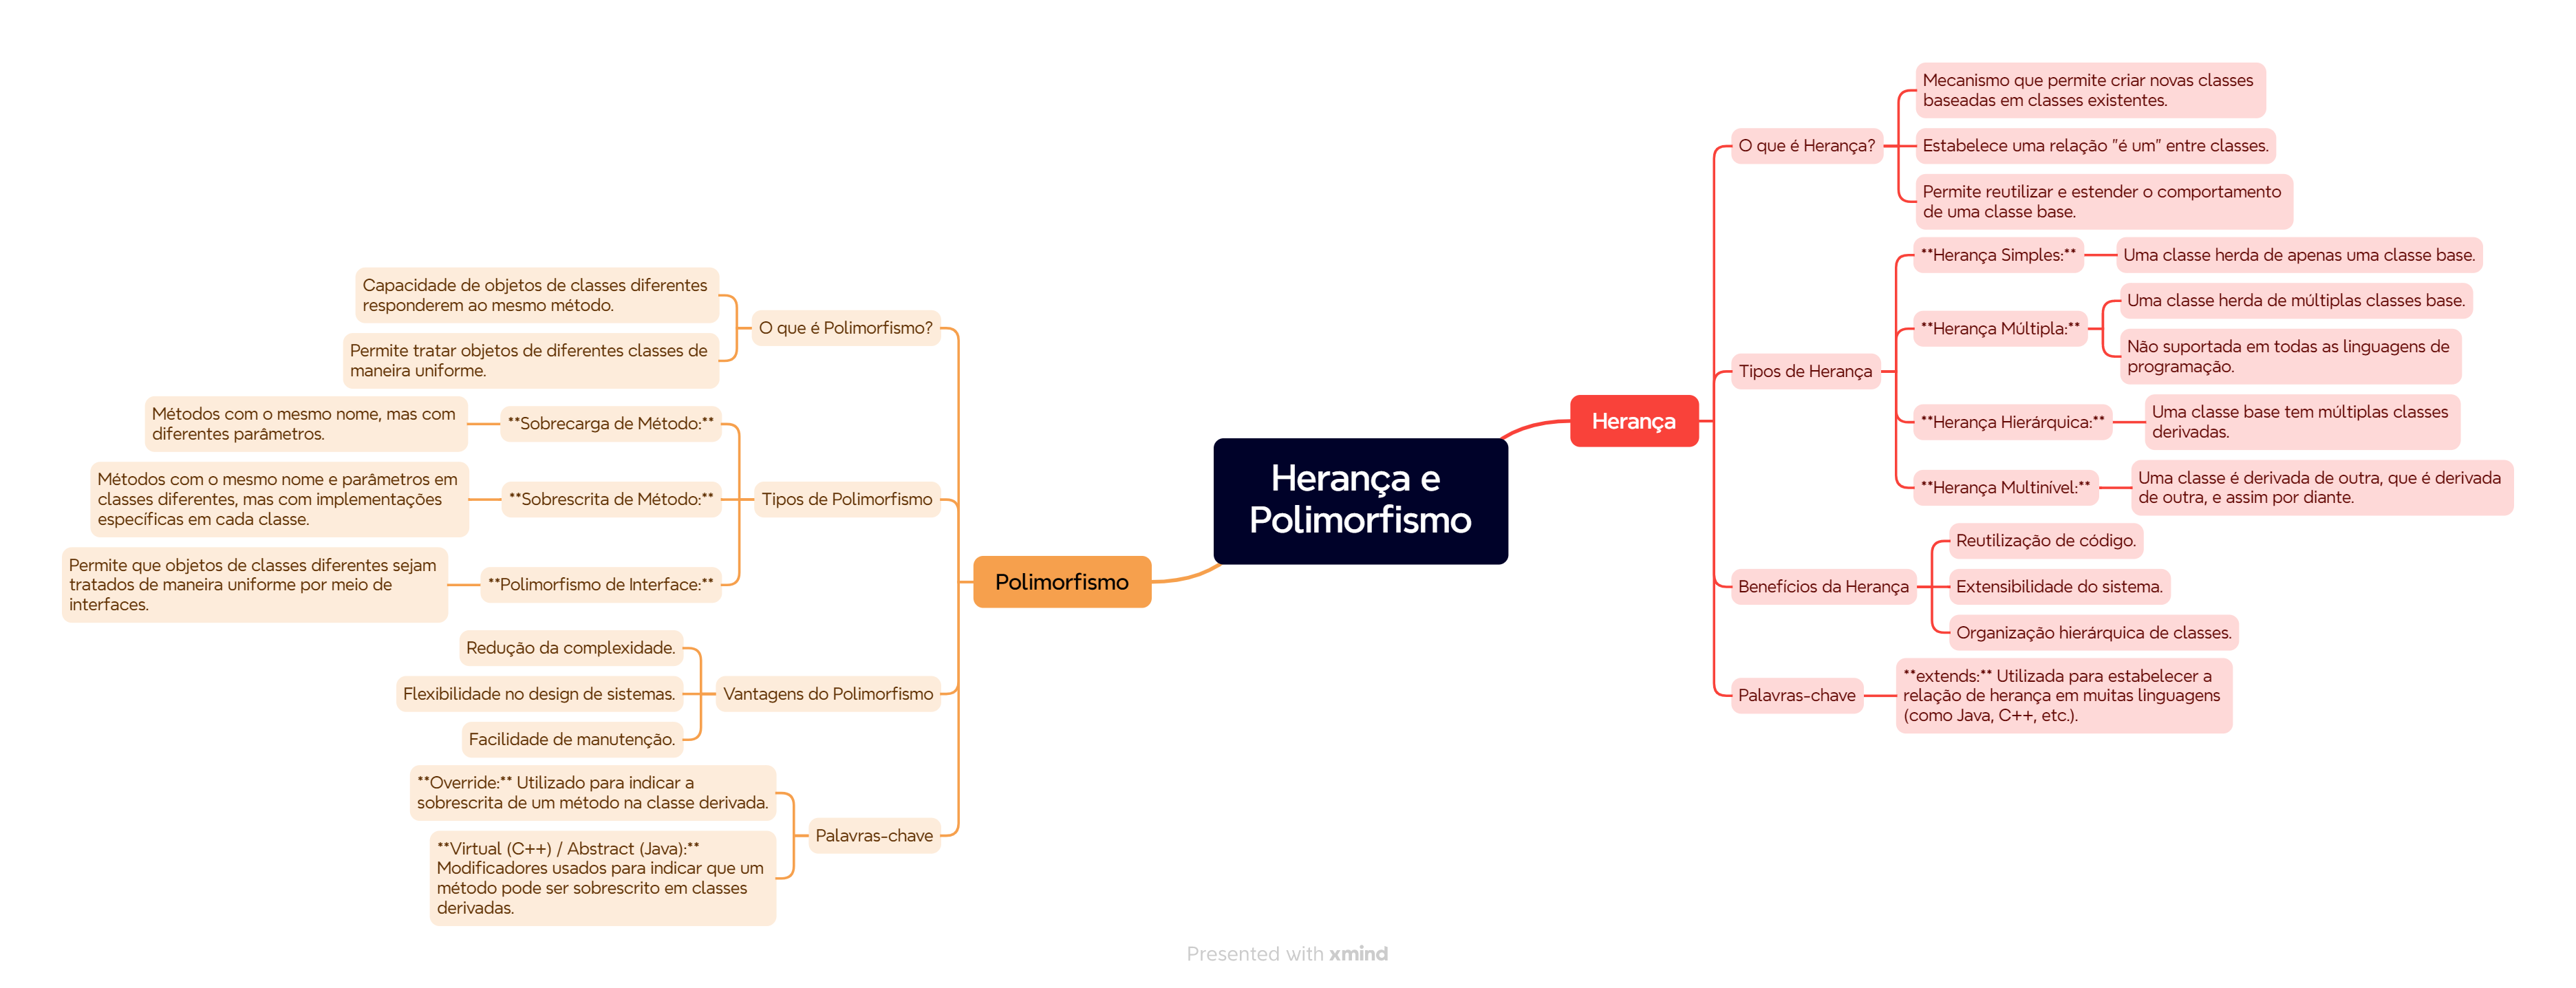 Herança e
Polimorfismo
Herança
O que é Herança?
Mecanismo que permite criar novas classes
baseadas em classes existentes.
Estabelece uma relação "é um" entre classes.
Permite reutilizar e estender o comportamento
de uma classe base.
Tipos de Herança
**Herança Simples:**
Uma classe herda de apenas uma classe base.
**Herança Múltipla:**
Uma classe herda de múltiplas classes base.
Não suportada em todas as linguagens de
programação.
**Herança Hierárquica:**
Uma classe base tem múltiplas classes
derivadas.
**Herança Multinível:**
Uma classe é derivada de outra, que é derivada
de outra, e assim por diante.
Benefícios da Herança
Reutilização de código.
Extensibilidade do sistema.
Organização hierárquica de classes.
Palavras-chave
**extends:** Utilizada para estabelecer a
relação de herança em muitas linguagens
(como Java, C++, etc.).
Polimorfismo
O que é Polimorfismo?
Capacidade de objetos de classes diferentes
responderem ao mesmo método.
Permite tratar objetos de diferentes classes de
maneira uniforme.
Tipos de Polimorfismo
**Sobrecarga de Método:**
Métodos com o mesmo nome, mas com
diferentes parâmetros.
**Sobrescrita de Método:**
Métodos com o mesmo nome e parâmetros em
classes diferentes, mas com implementações
específicas em cada classe.
**Polimorfismo de Interface:**
Permite que objetos de classes diferentes sejam
tratados de maneira uniforme por meio de
interfaces.
Vantagens do Polimorfismo
Redução da complexidade.
Flexibilidade no design de sistemas.
Facilidade de manutenção.
Palavras-chave
**Override:** Utilizado para indicar a
sobrescrita de um método na classe derivada.
**Virtual (C++) / Abstract (Java):**
Modificadores usados para indicar que um
método pode ser sobrescrito em classes
derivadas.
Presented with xmind